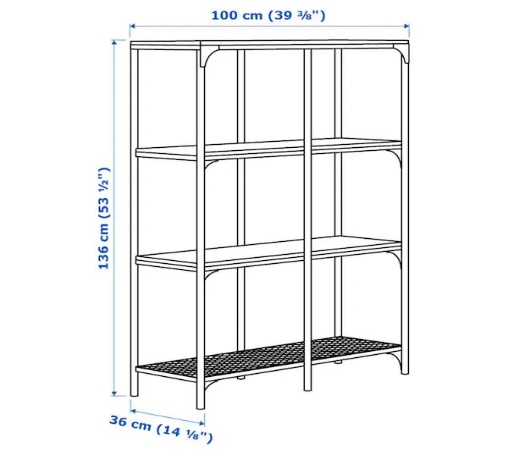 100 cm (39 ⅜")
136 cm (53 ½")
36 cm (14 ⅛")